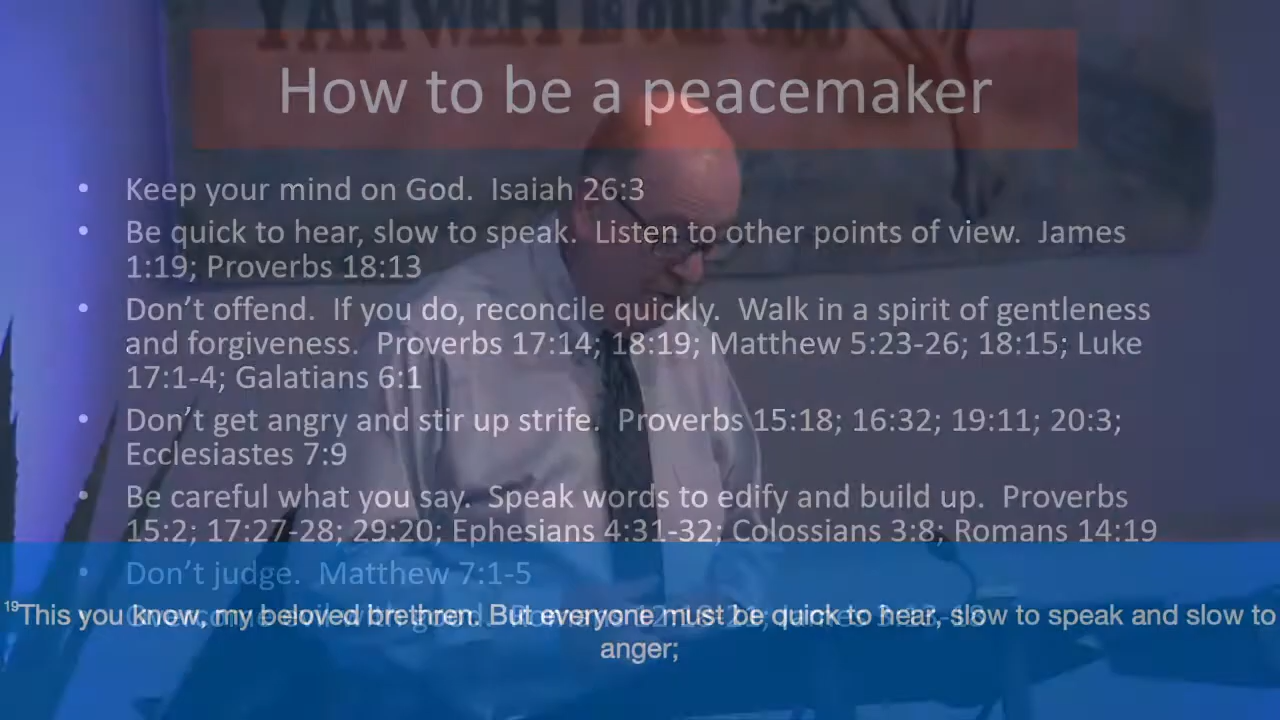 YAHWEH is our God
How to be a peacemaker
• Keep your mind on God. Isaiah 26:3
• Be quick to hear, slow to speak. Listen to other points of view. James
1:19; Proverbs 18:13
• Don’t offend. If you do, reconcile quickly. Walk in a spirit of gentleness
and forgiveness. Proverbs 17:14; 18:19; Matthew 5:23-26; 18:15; Luke
17:1-4; Galatians 6:1
• Don’t get angry and stir up strife. Proverbs 15:18; 16:32; 19:11; 20:3;
Ecclesiastes 7:9
• Be careful what you say. Speak words to edify and build up. Proverbs
15:2; 17:27-28; 29:20; Ephesians 4:31-32; Colossians 3:8; Romans 14:19
• Don’t judge. Matthew 7:1-5
19This you know, my beloved brethren. But everyone must be quick to hear, slow to speak and slow to
anger;